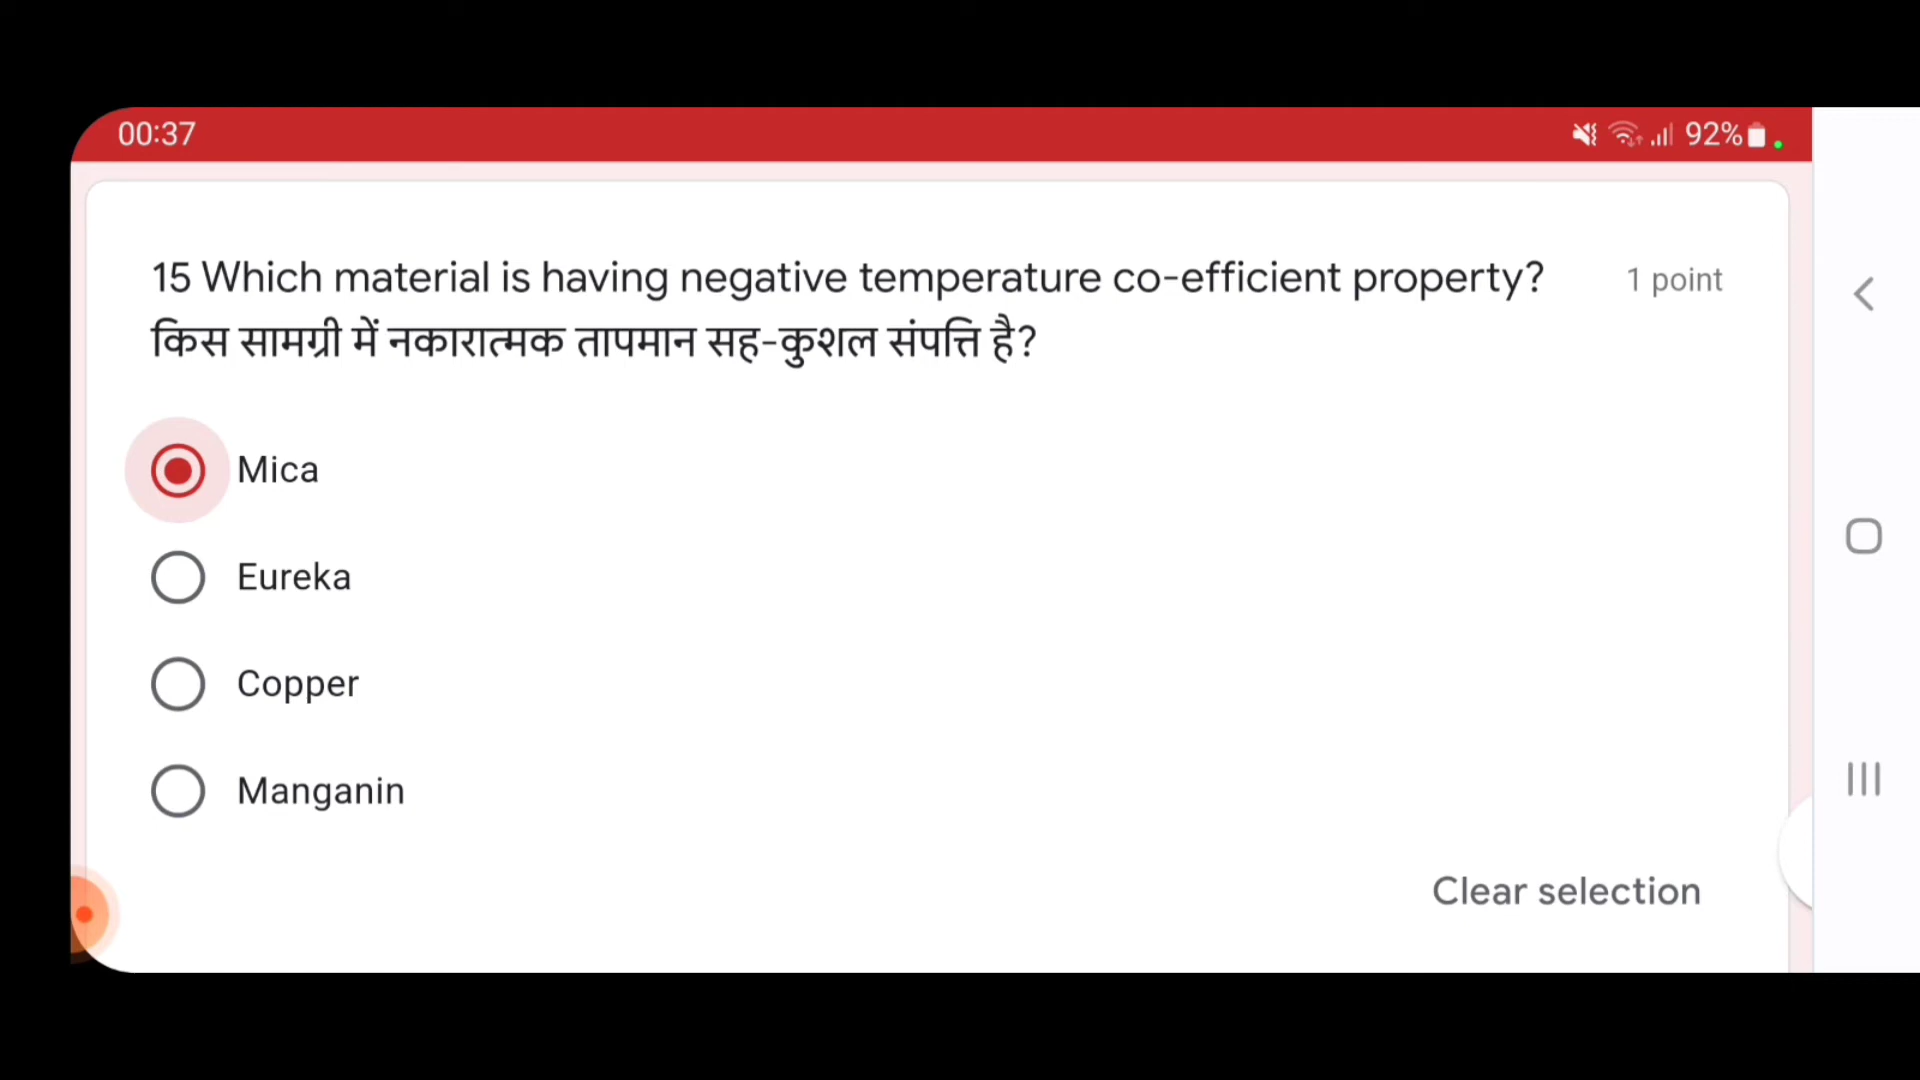 00:37
92%
15 Which material is having negative temperature co-efficient property?
1 point
किस सामग्री में नकारात्मक तापमान सह-कुशल संपत्ति है?
Mica
Eureka
Copper
Manganin
Clear selection